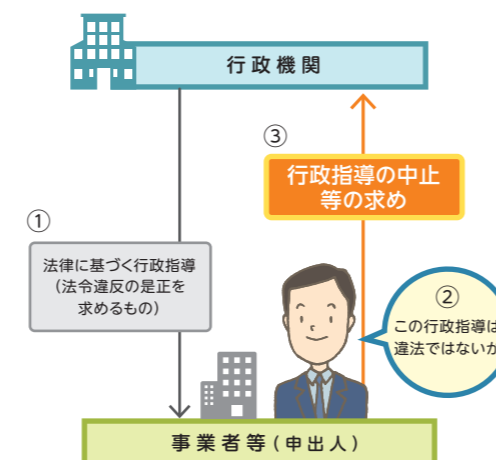 行政機関
③
行政指導の中止
等の求め
①
法律に基づく行政指導
(法令違反の是正を
求めるもの)
②
この行政指導は
違法ではないか
事業者等(申出人)